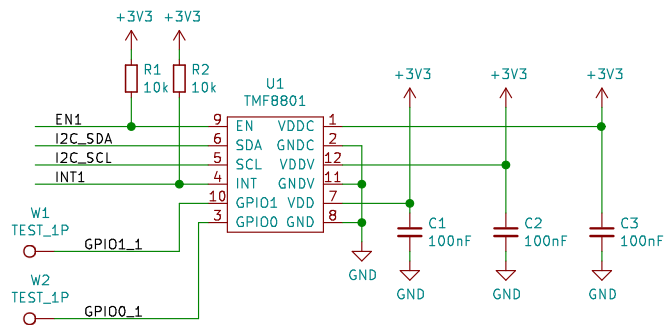 +3V3 +3V3
R1 R2
10k 10k
U1
TMF8801
+3V3 +3V3 +3V3
EN1 9 EN VDDC 1
I2C_SDA 6 SDA GNDC 2
I2C_SCL 5 SCL VDDV 12
INT1 4 INT GNDV 11
10 GPIO1 VDD 7
3 GPIO0 GND 8
W1
TEST_1P
GPIO1_1
C1 C2 C3
100nF 100nF 100nF
GND
W2
TEST_1P
GPIO0_1
GND GND GND